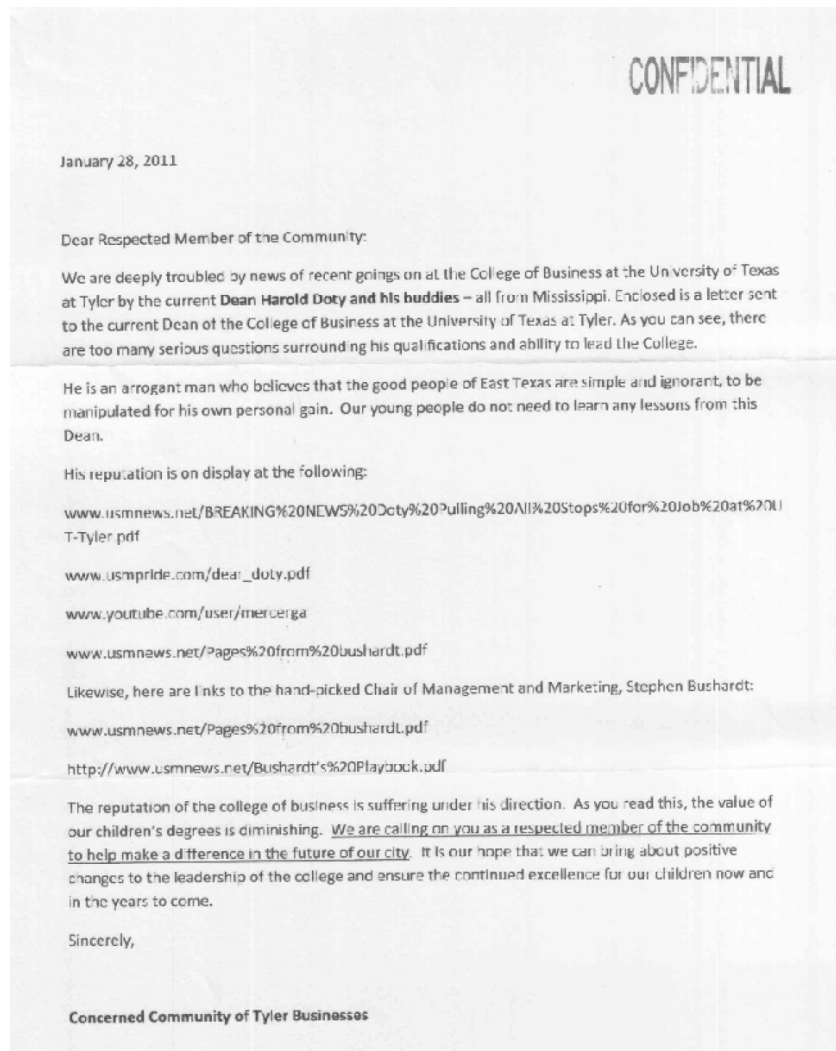 CONFIDENTIAL
January 28, 2011
Dear Respected Member of the Community:
We are deeply troubled by news of recent goings on at the College of Business at the University of Texas
at Tyler by the current Dean Harold Doty and his buddies – all from Mississippi. Enclosed is a letter sent
to the current Dean of the College of Business at the University of Texas at Tyler. As you can see, there
are too many serious questions surrounding his qualifications and ability to lead the College.
He is an arrogant man who believes that the good people of East Texas are simple and ignorant, to be
manipulated for his own personal gain. Our young people do not need to learn any lessons from this
Dean.
His reputation is on display at the following:
www.usmnews.net/BREAKING%20NEWS%20Doty%20Pulling%20All%20Stops%20for%20Job%20at%20U
T-Tyler.pdf
www.usmpride.com/dear_doty.pdf
www.youtube.com/user/mercerga
www.usmnews.net/Pages%20from%20bushardt.pdf
Likewise, here are links to the hand-picked Chair of Management and Marketing, Stephen Bushardt:
www.usmnews.net/Pages%20from%20bushardt.pdf
http://www.usmnews.net/Bushardt's%20Playbook.pdf
The reputation of the college of business is suffering under his direction. As you read this, the value of
our children's degrees is diminishing. We are calling on you as a respected member of the community
to help make a difference in the future of our city. It is our hope that we can bring about positive
changes to the leadership of the college and ensure the continued excellence for our children now and
in the years to come.
Sincerely,
Concerned Community of Tyler Businesses